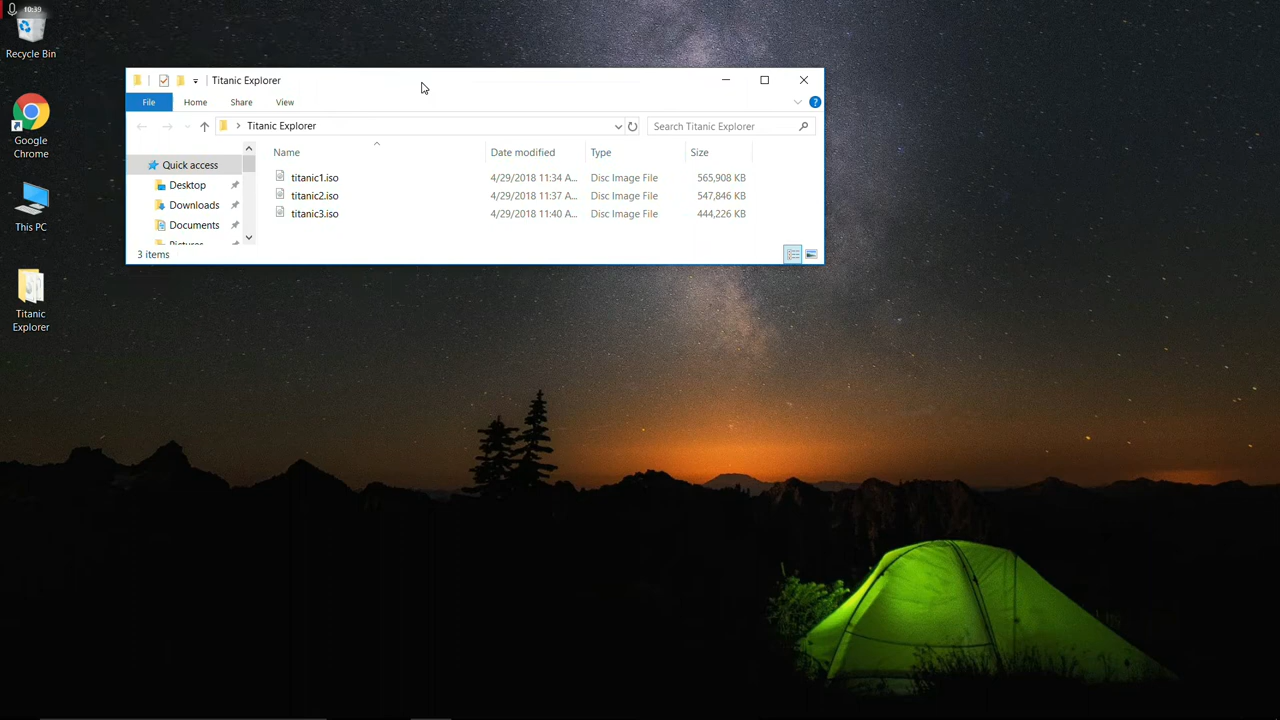 10:39
Recycle Bin
Google
Chrome
This PC
Titanic
Explorer
Titanic Explorer
File Home Share View
Titanic Explorer
Search Titanic Explorer
Name Date modified Type Size
titanic1.iso 4/29/2018 11:34 A... Disc Image File 565,908 KB
titanic2.iso 4/29/2018 11:37 A... Disc Image File 547,846 KB
titanic3.iso 4/29/2018 11:40 A... Disc Image File 444,226 KB
Quick access
Desktop
Downloads
Documents
Pictures
3 items